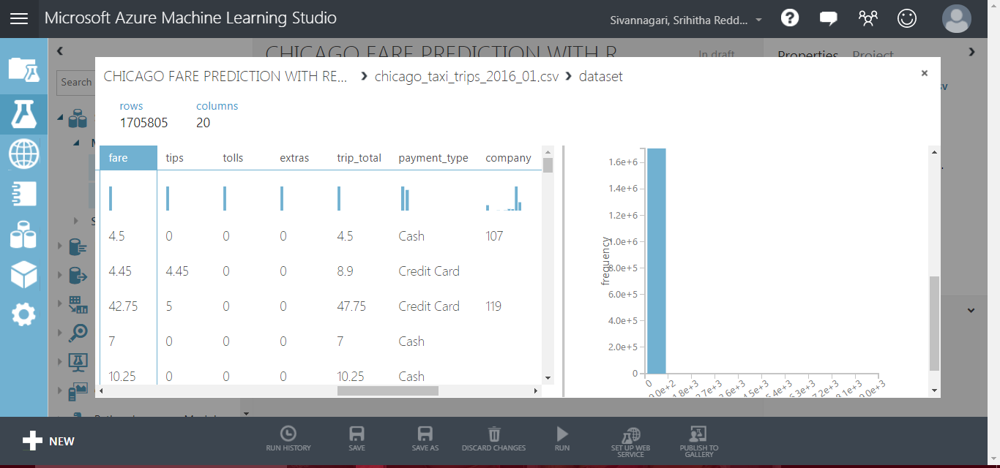 Microsoft Azure Machine Learning Studio
Sivannagari, Srihitha Redd...
CHICAGO FARE PREDICTION WITH R
In draft
Properties Project
Search
CHICAGO FARE PREDICTION WITH RE... > chicago_taxi_trips_2016_01.csv > dataset
rows columns
1705805 20
fare tips tolls extras trip_total payment_type company
4.5 0 0 0 4.5 Cash 107
4.45 4.45 0 0 8.9 Credit Card
42.75 5 0 0 47.75 Credit Card 119
7 0 0 0 7 Cash
10.25 0 0 0 10.25 Cash
frequency
1.6e+6
1.4e+6
1.2e+6
1.0e+6
8.0e+5
6.0e+5
4.0e+5
2.0e+5
0
0 9.0e+2 1.8e+3 2.7e+3 3.6e+3 4.5e+3 5.4e+3 6.3e+3 7.2e+3 8.1e+3 9.0e+3
NEW
RUN HISTORY
SAVE
SAVE AS
DISCARD CHANGES
RUN
SET UP WEB
SERVICE
PUBLISH TO
GALLERY